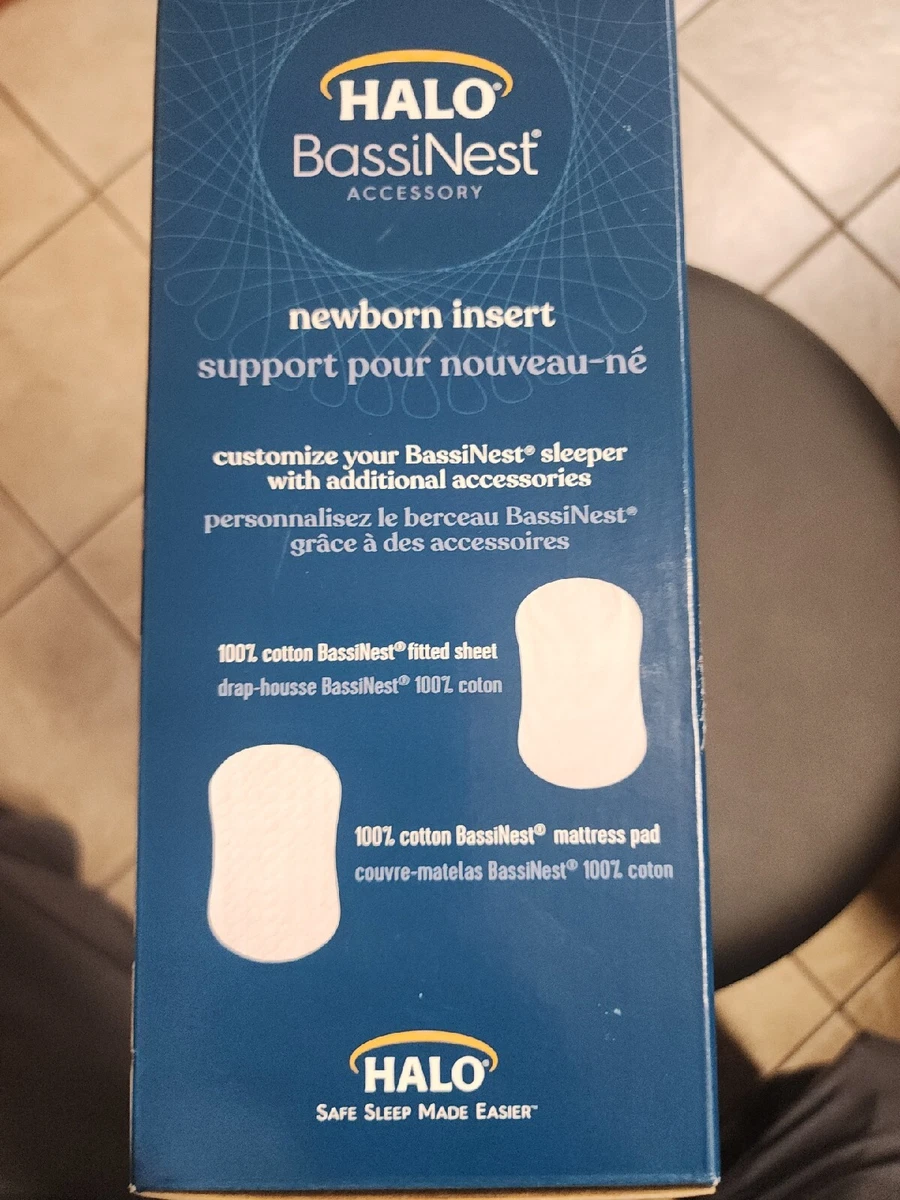 HALO®
BassiNest®
ACCESSORY
newborn insert
support pour nouveau-né
customize your BassiNest® sleeper
with additional accessories
personnalisez le berceau BassiNest®
grâce à des accessoires
100% cotton BassiNest® fitted sheet
drap-housse BassiNest® 100% coton
100% cotton BassiNest® mattress pad
couvre-matelas BassiNest® 100% coton
HALO®
SAFE SLEEP MADE EASIER™